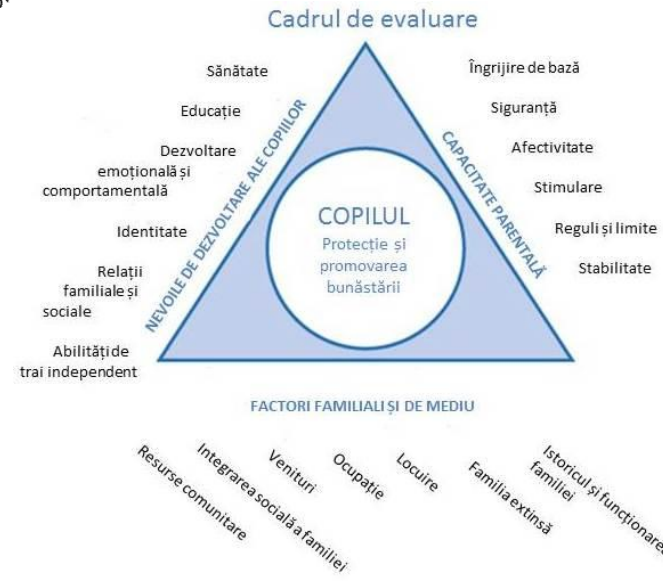 Cadrul de evaluare
Sănătate
Educație
Dezvoltare
emoțională și
comportamentală
Identitate
Relații
familiale și
sociale
Abilități de
trai independent
NEVOILE DE DEZVOLTARE ALE COPIILOR
COPILUL
Protecție și
promovarea
bunăstării
CAPACITATE PARENTALĂ
Îngrijire de bază
Siguranță
Afectivitate
Stimulare
Reguli și limite
Stabilitate
FACTORI FAMILIALI ȘI DE MEDIU
Resurse comunitare
Integrarea socială a familiei
Venituri
Ocupație
Locuire
Familia extinsă
Istoricul și funcționarea
familiei